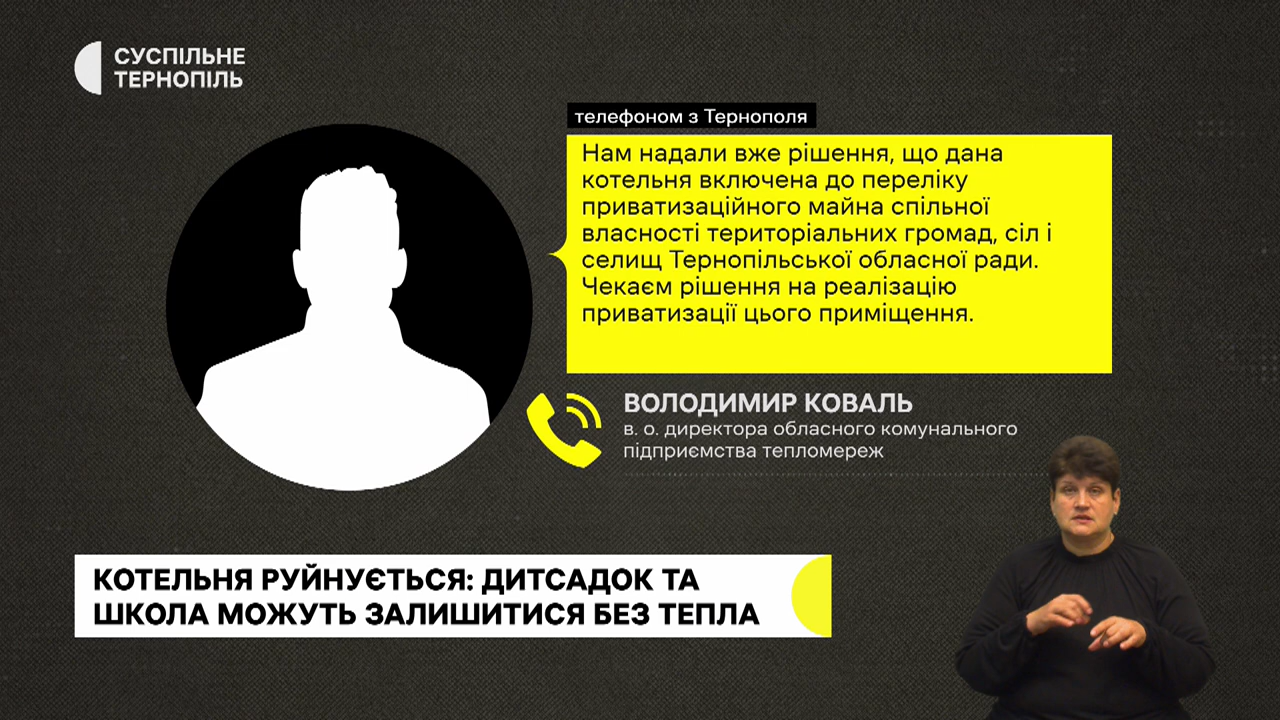 СУСПІЛЬНЕ
ТЕРНОПІЛЬ
телефоном з Тернополя
Нам надали вже рішення, що дана
котельня включена до переліку
приватизаційного майна спільної
власності територіальних громад, сіл і
селищ Тернопільської обласної ради.
Чекаєм рішення на реалізацію
приватизації цього приміщення.
ВОЛОДИМИР КОВАЛЬ
в. о. директора обласного комунального
підприємства тепломереж
КОТЕЛЬНЯ РУЙНУЄТЬСЯ: ДИТСАДОК ТА
ШКОЛА МОЖУТЬ ЗАЛИШИТИСЯ БЕЗ ТЕПЛА